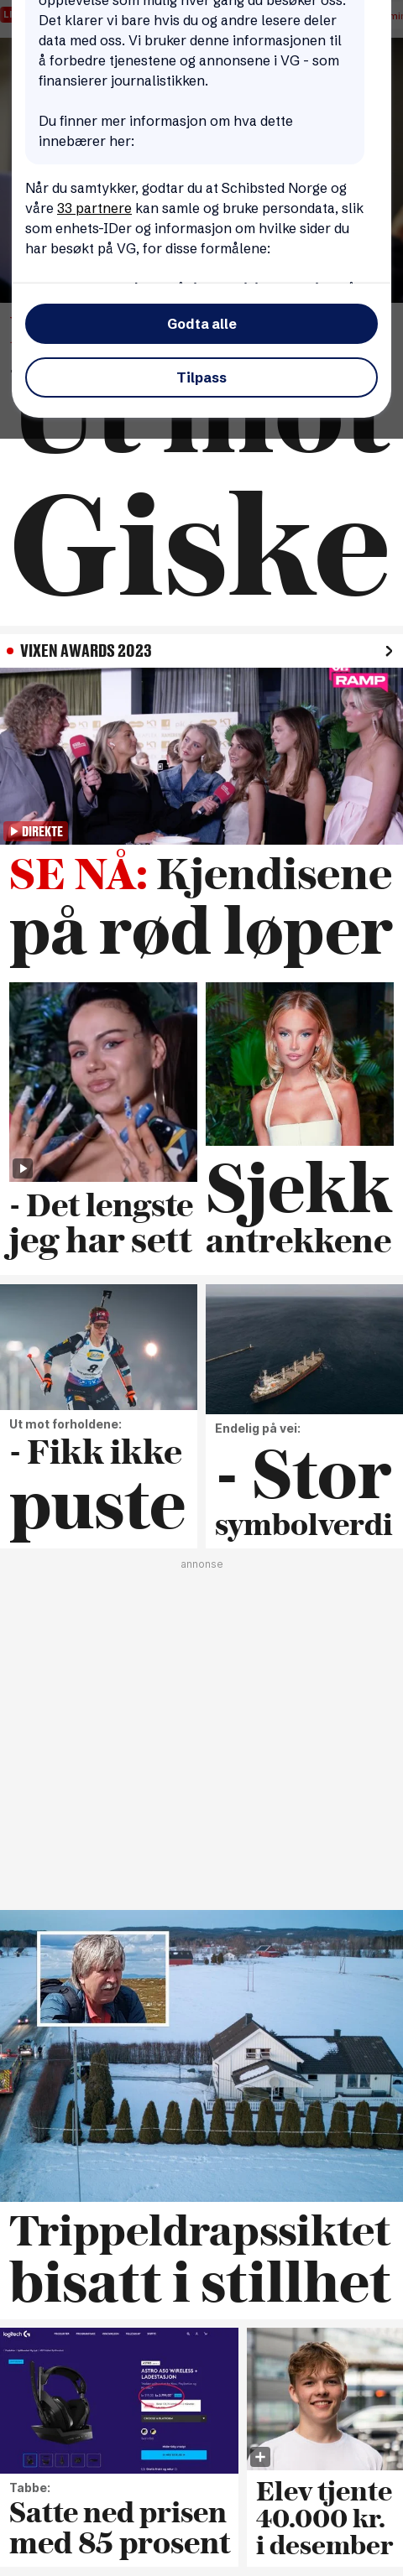 opplevelse som mulig hver gang du besøker oss.
Det klarer vi bare hvis du og andre lesere deler
data med oss. Vi bruker denne informasjonen til
å forbedre tjenestene og annonsene i VG - som
finansierer journalistikken.
Du finner mer informasjon om hva dette
innebærer her:
Når du samtykker, godtar du at Schibsted Norge og
våre 33 partnere kan samle og bruke persondata, slik
som enhets-IDer og informasjon om hvilke sider du
har besøkt på VG, for disse formålene:
Godta alle
Tilpass
Ut mot
Giske
VIXEN AWARDS 2023
RAMP
DIREKTE
SE NÅ: Kjendisene
på rød løper
- Det lengste
jeg har sett
Sjekk
antrekkene
Ut mot forholdene:
- Fikk ikke
puste
Endelig på vei:
- Stor
symbolverdi
annonse
Trippeldrapssiktet
bisatt i stillhet
logitech G
ASTRO A50 WIRELESS +
LADESTASJON
Tabbe:
Satte ned prisen
med 85 prosent
Elev tjente
40.000 kr.
i desember